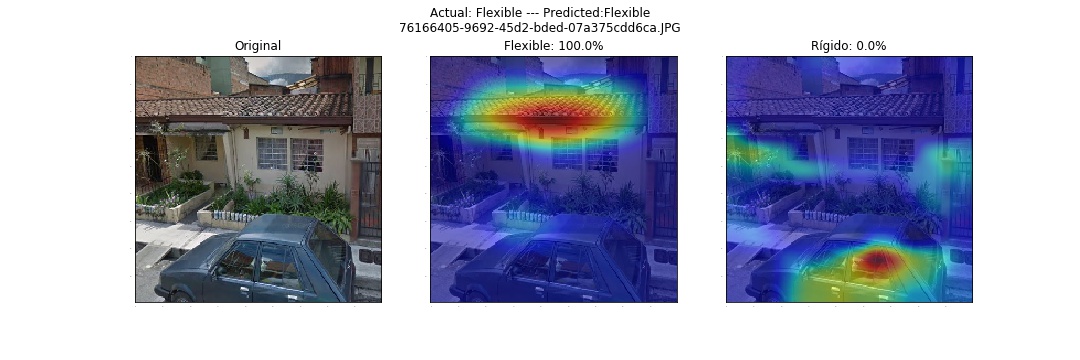 Actual: Flexible --- Predicted:Flexible
76166405-9692-45d2-bded-07a375cdd6ca.JPG
Original
Flexible: 100.0%
Rígido: 0.0%